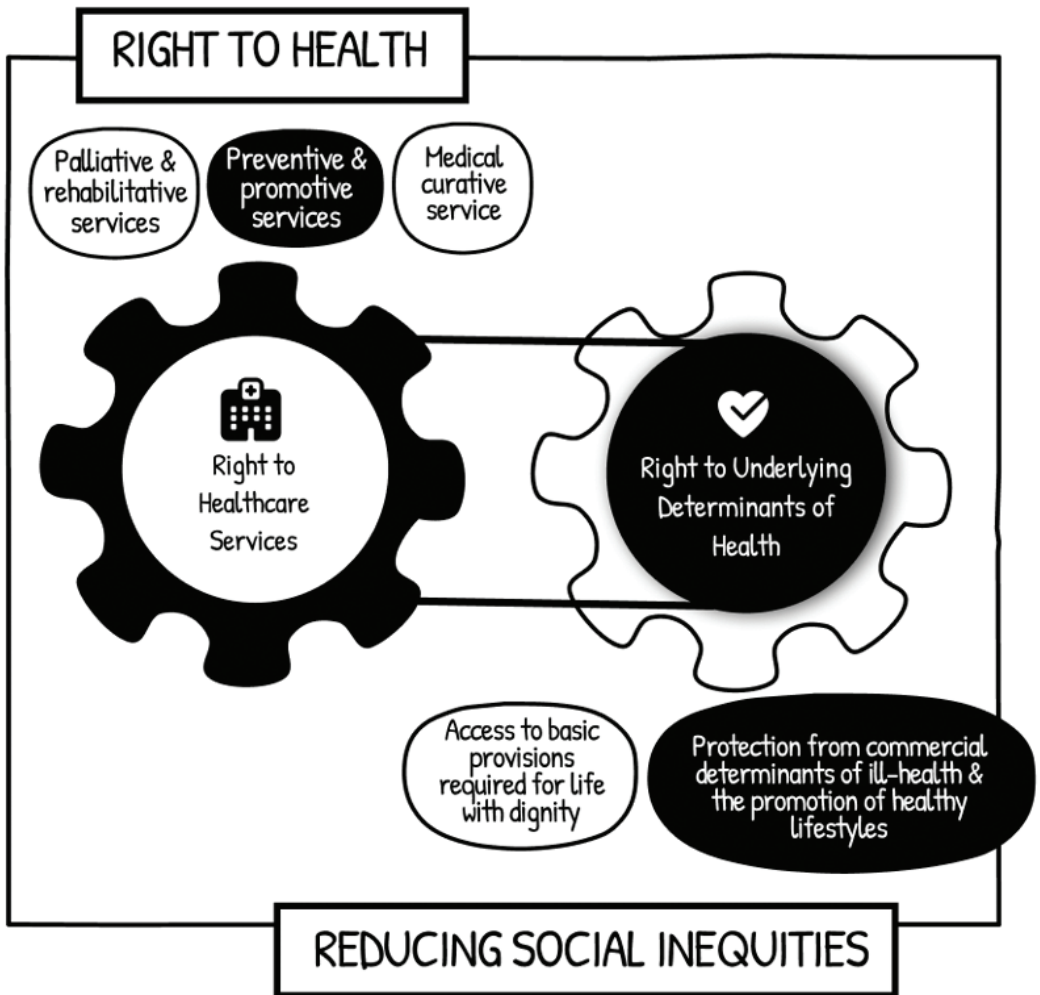 RIGHT TO HEALTH
Palliative &
rehabilitative
services
Preventive &
promotive
services
Medical
curative
service
Right to
Healthcare
Services
Right to Underlying
Determinants of
Health
Access to basic
provisions
required for life
with dignity
Protection from commercial
determinants of ill-health &
the promotion of healthy
lifestyles
REDUCING SOCIAL INEQUITIES